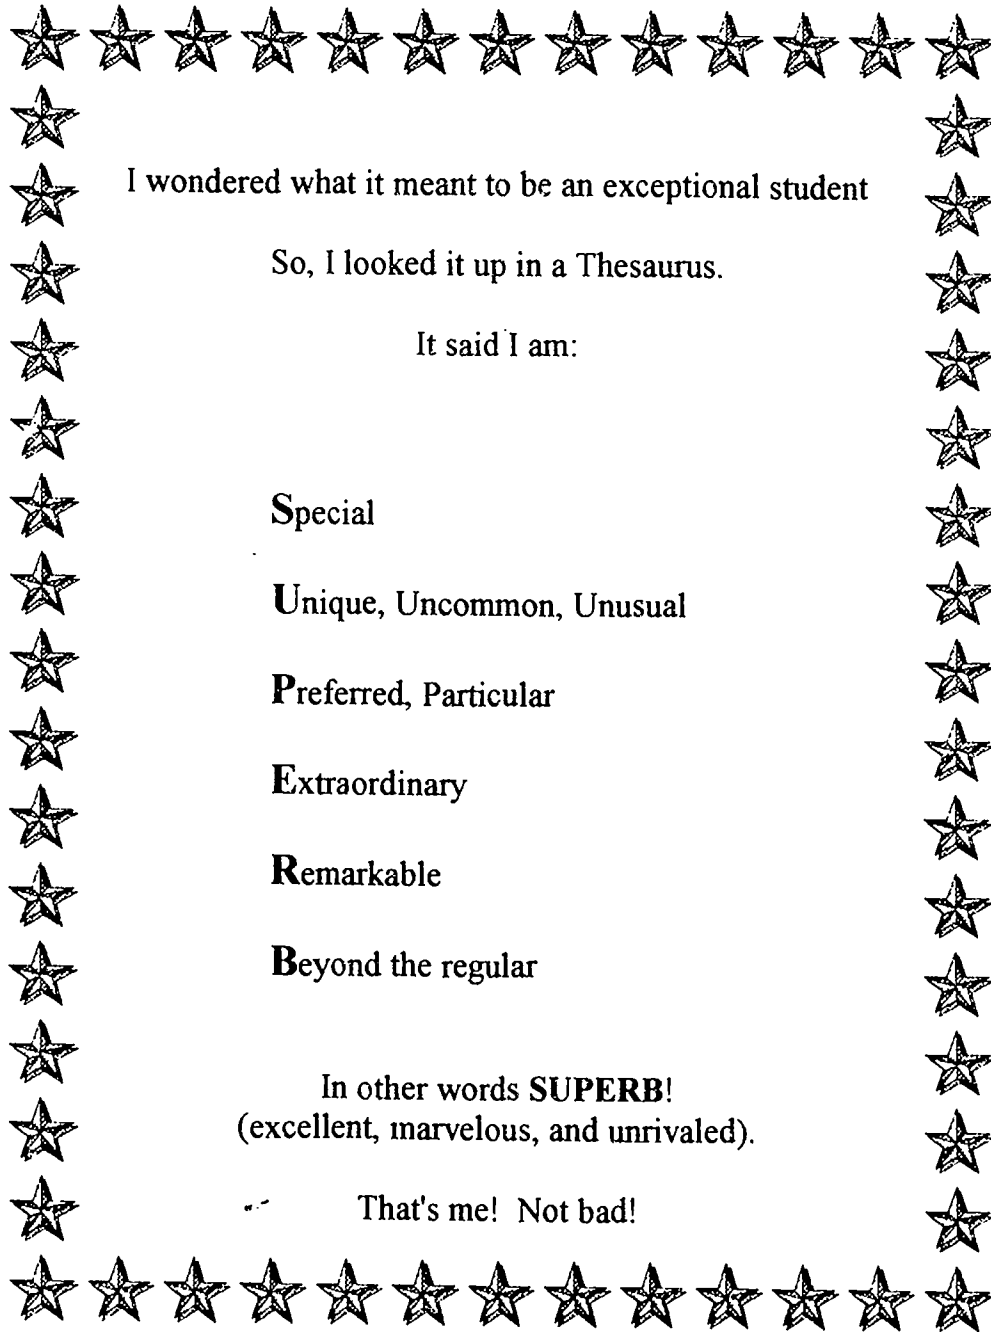 I wondered what it meant to be an exceptional student
So, I looked it up in a Thesaurus.
It said I am:
Special
Unique, Uncommon, Unusual
Preferred, Particular
Extraordinary
Remarkable
Beyond the regular
In other words SUPERB!
(excellent, marvelous, and unrivaled).
That's me!  Not bad!